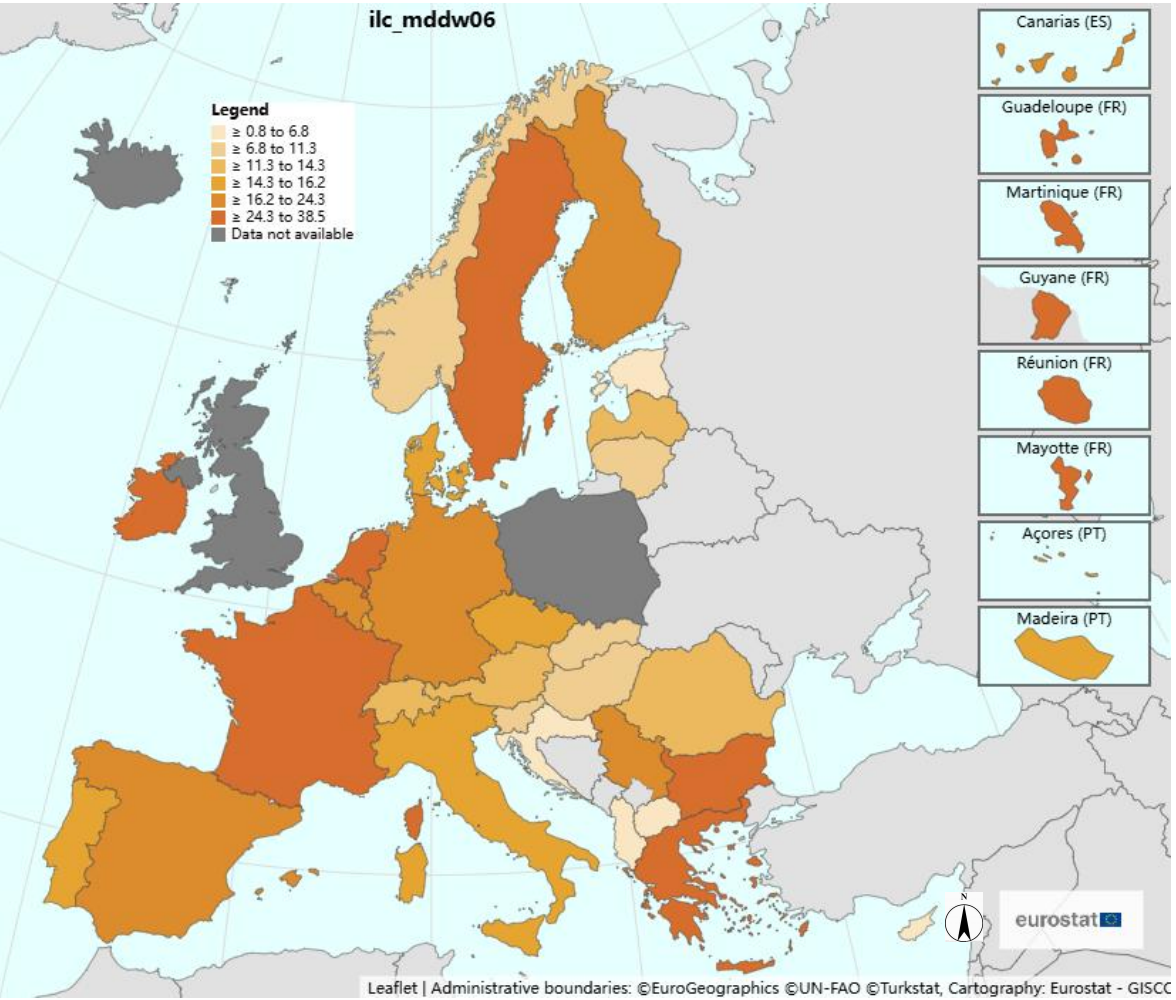 ilc_mddw06
Legend
≥ 0.8 to 6.8
≥ 6.8 to 11.3
≥ 11.3 to 14.3
≥ 14.3 to 16.2
≥ 16.2 to 24.3
≥ 24.3 to 38.5
Data not available
Canarias (ES)
Guadeloupe (FR)
Martinique (FR)
Guyane (FR)
Réunion (FR)
Mayotte (FR)
Açores (PT)
Madeira (PT)
N
eurostat
Leaflet | Administrative boundaries: ©EuroGeographics ©UN-FAO ©Turkstat, Cartography: Eurostat - GISCO